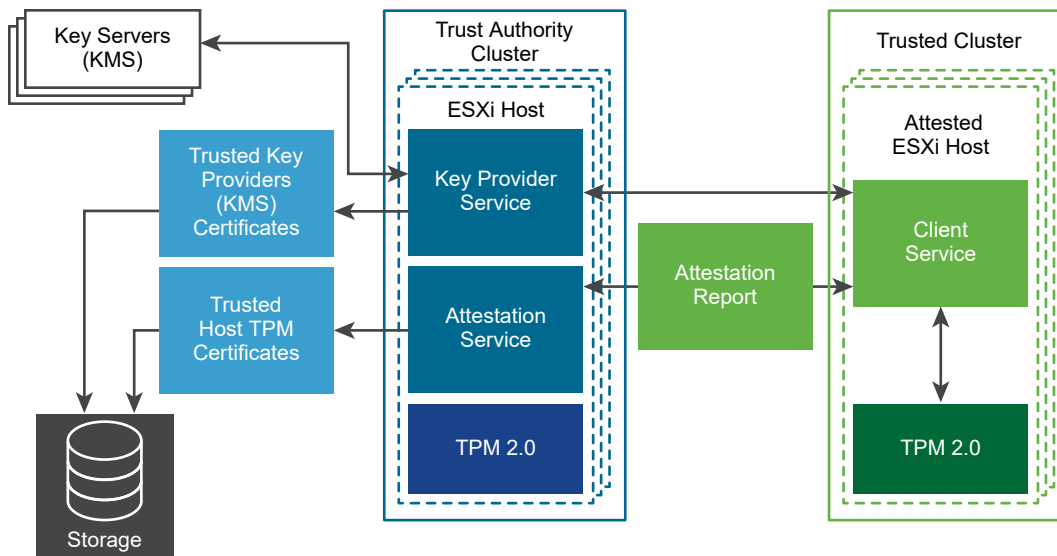 Key Servers
(KMS)
Trust Authority
Cluster
Trusted Cluster
ESXi Host
Attested
ESXi Host
Trusted Key
Providers
(KMS)
Certificates
Key Provider
Service
Client
Service
Attestation
Report
Trusted
Host TPM
Certificates
Attestation
Service
TPM 2.0
TPM 2.0
Storage